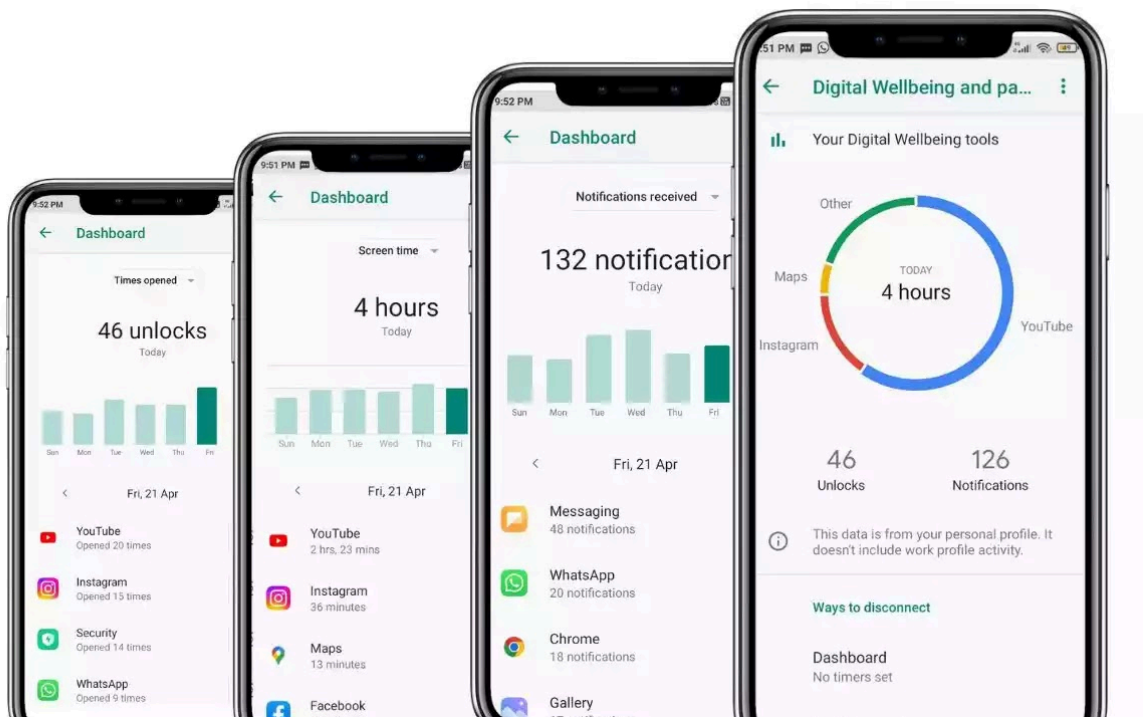 9:52 PM
Dashboard
Times opened
46 unlocks
Today
Sun Mon Tue Wed Thu Fri
Fri, 21 Apr
YouTube
Opened 20 times
Instagram
Opened 15 times
Security
Opened 14 times
WhatsApp
Opened 9 times
9:51 PM
Dashboard
Screen time
4 hours
Today
Sun Mon Tue Wed Thu Fri
Fri, 21 Apr
YouTube
2 hrs, 23 mins
Instagram
36 minutes
Maps
13 minutes
Facebook
9:52 PM
Dashboard
Notifications received
132 notification
Today
Sun Mon Tue Wed Thu Fri
Fri, 21 Apr
Messaging
48 notifications
WhatsApp
20 notifications
Chrome
18 notifications
Gallery
:51 PM
Digital Wellbeing and pa...
Your Digital Wellbeing tools
Other
Maps
Instagram
YouTube
TODAY
4 hours
46
Unlocks
126
Notifications
This data is from your personal profile. It
doesn't include work profile activity.
Ways to disconnect
Dashboard
No timers set